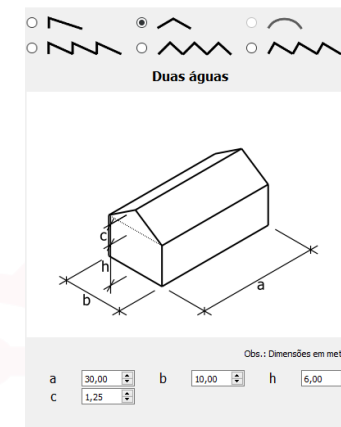 Duas águas
c
h
b
a
Obs.: Dimensões em met
a 30,00 b 10,00 h 6,00
c 1,25